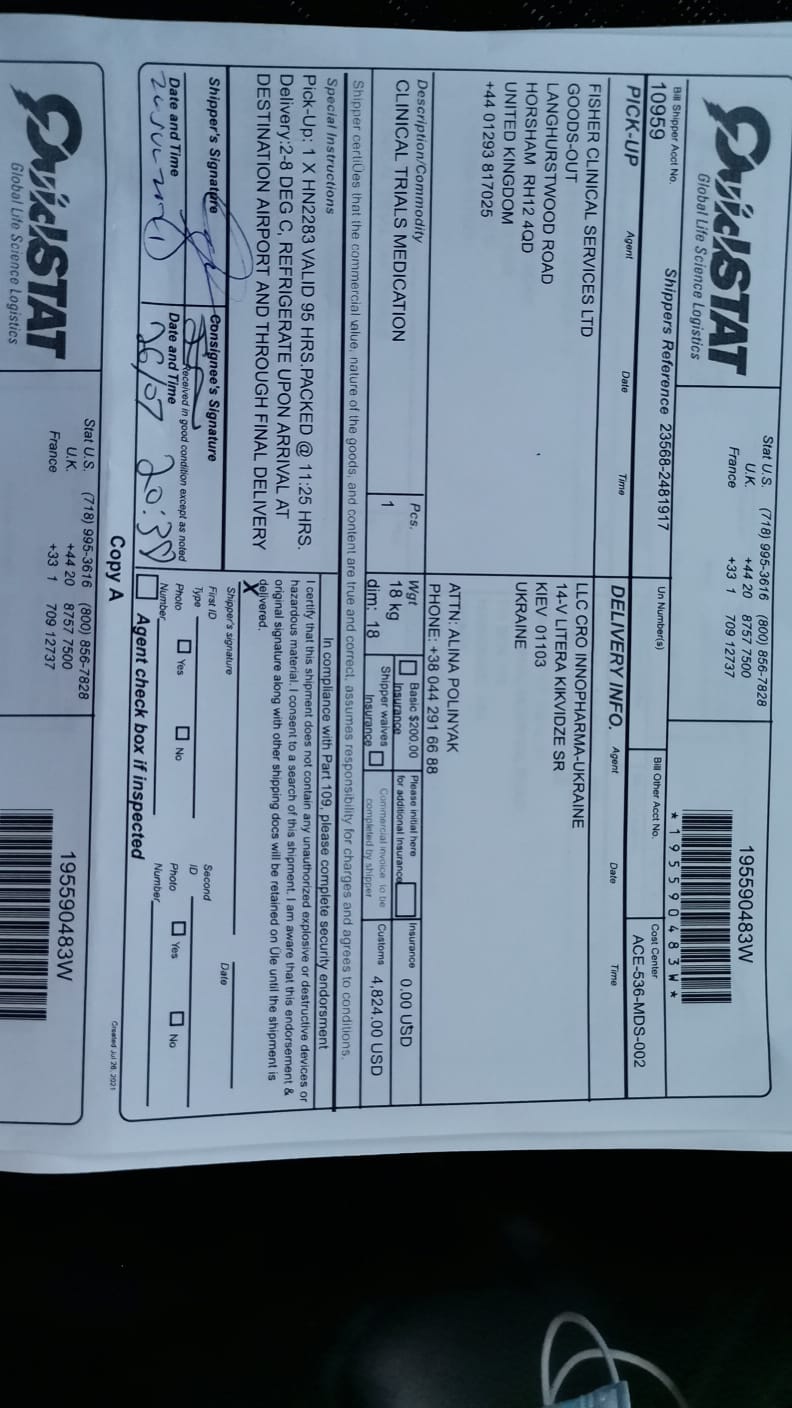 QuickSTAT
Global Life Science Logistics
Stat U.S. (718) 995-3616 (800) 856-7828
U.K. +44 20 8757 7500
France +33 1 709 12737
195590483W
*195590483W*
Bill Shipper Acct No.
10959
Shippers Reference 23568-2481917
Un Number(s)
Bill Other Acct No.
Cost Center
ACE-536-MDS-002
PICK-UP Agent Date Time
DELIVERY INFO. Agent Date Time
FISHER CLINICAL SERVICES LTD
GOODS-OUT
LANGHURSTWOOD ROAD
HORSHAM RH12 4QD
UNITED KINGDOM
+44 01293 817025
LLC CRO INNOPHARMA-UKRAINE
14-V LITERA KIKVIDZE SR
KIEV 01103
UKRAINE
ATTN: ALINA POLINYAK
PHONE: +38 044 291 66 88
Description/Commodity
CLINICAL TRIALS MEDICATION
Pcs.
1
Wgt
18 kg
dim: 18
Basic $200.00
Insurance
Shipper waives
Insurance
Please initial here
for additional Insurance
Commercial invoice to be
completed by shipper
Insurance 0.00 USD
Customs 4,824.00 USD
Shipper certiÛes that the commercial value, nature of the goods, and content are true and correct, assumes responsibility for charges and agrees to conditions.
Special Instructions
Pick-Up: 1 X HN2283 VALID 95 HRS.PACKED @ 11:25 HRS.
Delivery:2-8 DEG C, REFRIGERATE UPON ARRIVAL AT
DESTINATION AIRPORT AND THROUGH FINAL DELIVERY
In compliance with Part 109, please complete security endorsment
I certify that this shipment does not contain any unauthorized explosive or destructive devices or
hazardous material. I consent to a search of this shipment. I am aware that this endorsement &
original signature along with other shipping docs will be retained on Ûle until the shipment is
delivered.
X
Shipper's signature
Date
Shipper's Signature
Consignee's Signature
Received in good condition except as noted
Date and Time
Date and Time
26/07 20:30
First ID
Type
Second
ID
Photo Yes No
Number
Photo Yes No
Number
Agent check box if inspected
Copy A
Created Jul 26, 2021
QuickSTAT
Global Life Science Logistics
Stat U.S. (718) 995-3616 (800) 856-7828
U.K. +44 20 8757 7500
France +33 1 709 12737
195590483W